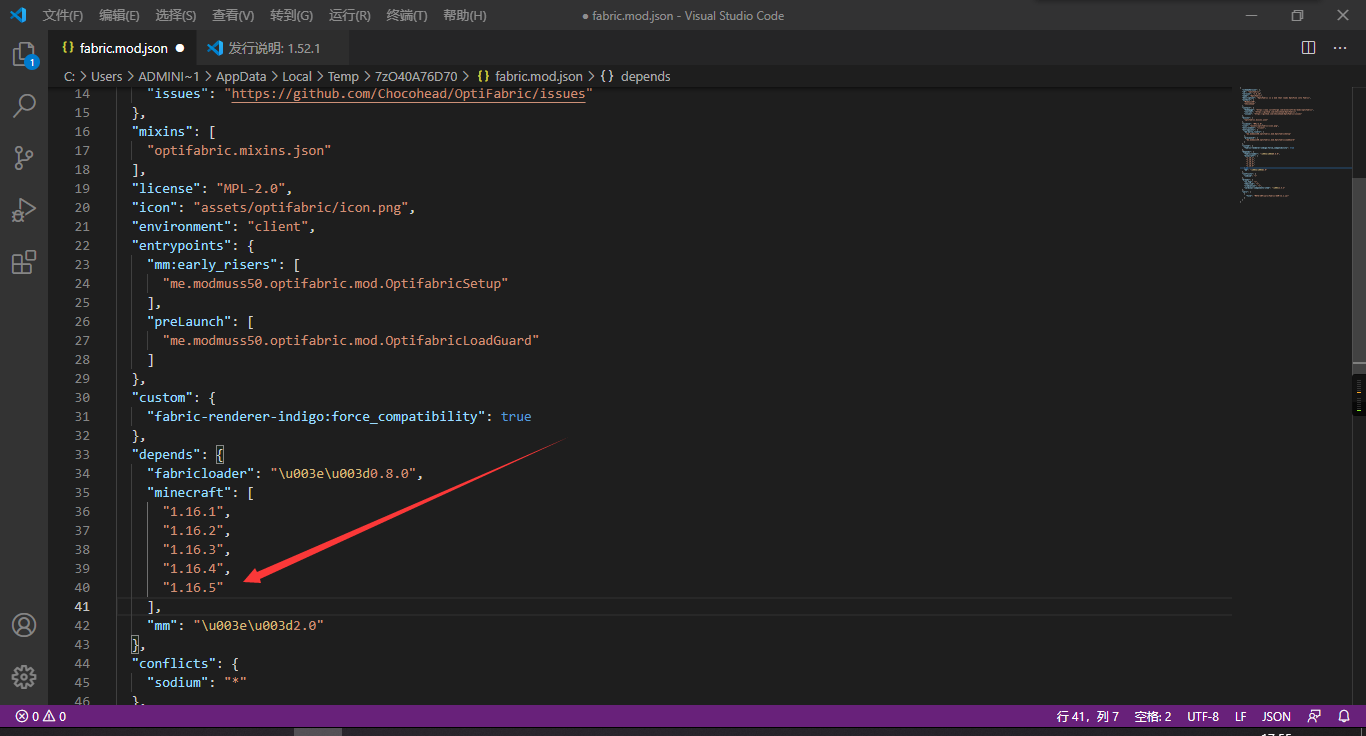 文件(F) 编辑(E) 选择(S) 查看(V) 转到(G) 运行(R) 终端(T) 帮助(H) ● fabric.mod.json - Visual Studio Code
{} fabric.mod.json ● 发行说明: 1.52.1
C: > Users > ADMINI~1 > AppData > Local > Temp > 7zO40A76D70 > {} fabric.mod.json > {} depends
1
14 "issues": "https://github.com/Chocohead/OptiFabric/issues"
15 },
16 "mixins": [
17 "optifabric.mixins.json"
18 ],
19 "license": "MPL-2.0",
20 "icon": "assets/optifabric/icon.png",
21 "environment": "client",
22 "entrypoints": {
23 "mm:early_risers": [
24 "me.modmuss50.optifabric.mod.OptifabricSetup"
25 ],
26 "preLaunch": [
27 "me.modmuss50.optifabric.mod.OptifabricLoadGuard"
28 ]
29 },
30 "custom": {
31 "fabric-renderer-indigo:force_compatibility": true
32 },
33 "depends": {
34 "fabricloader": "\u003e\u003d0.8.0",
35 "minecraft": [
36 "1.16.1",
37 "1.16.2",
38 "1.16.3",
39 "1.16.4",
40 "1.16.5"
41 ],
42 "mm": "\u003e\u003d2.0"
43 },
44 "conflicts": {
45 "sodium": "*"
46 },
0 0 行 41，列 7 空格: 2 UTF-8 LF JSON